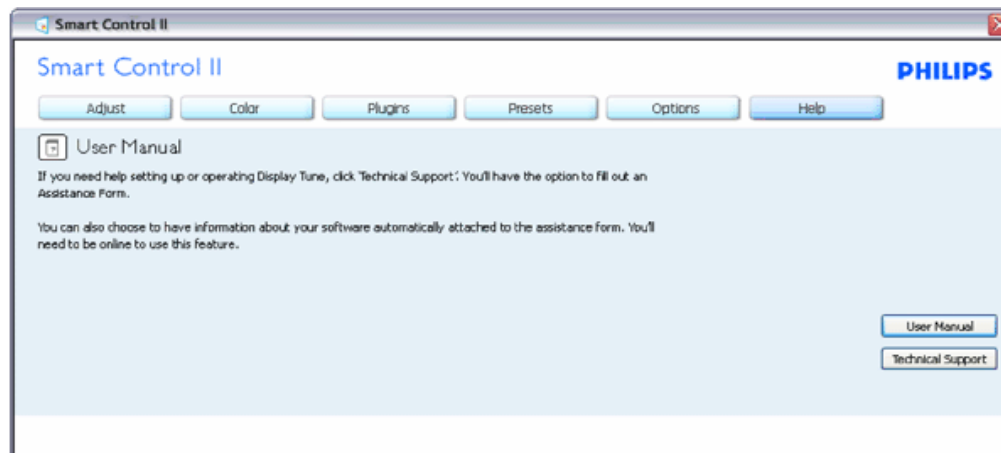 Smart Control II
Smart Control II
PHILIPS
Adjust Color Plugins Presets Options Help
User Manual
If you need help setting up or operating Display Tune, click 'Technical Support'. You'll have the option to fill out an
Assistance Form.
You can also choose to have information about your software automatically attached to the assistance form. You'll
need to be online to use this feature.
User Manual
Technical Support